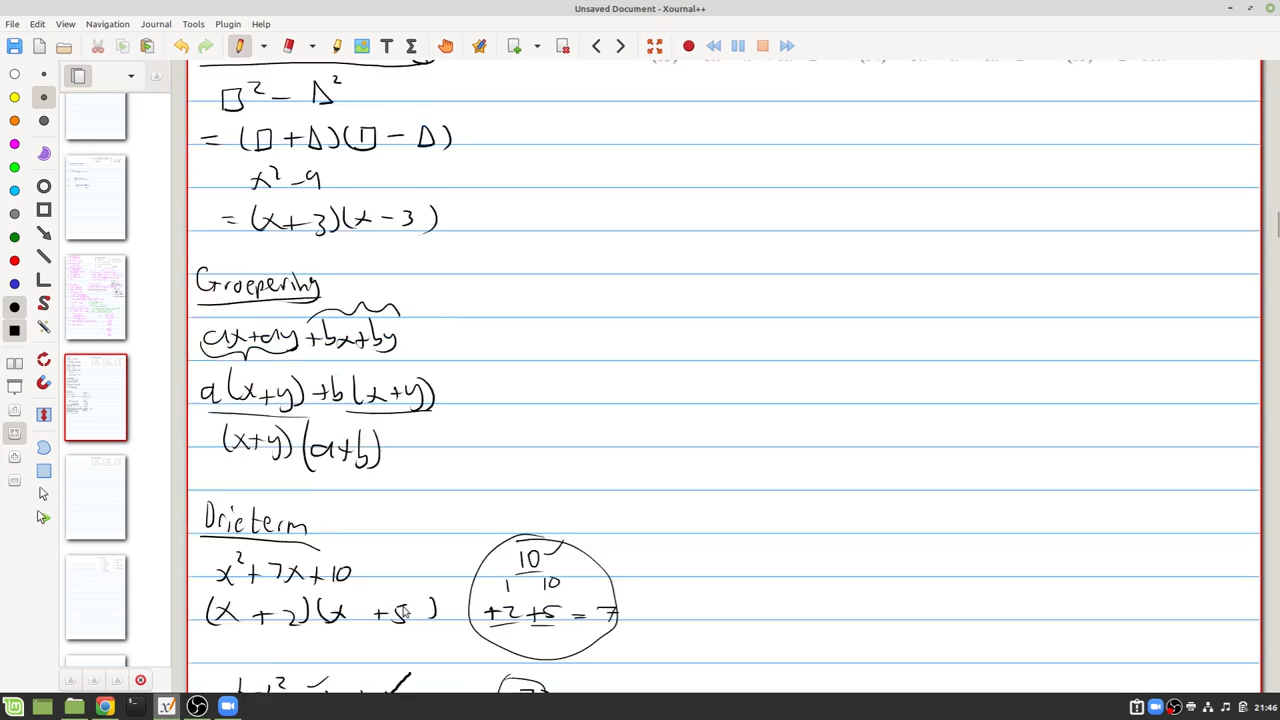 Unsaved Document - Xournal++
File Edit View Navigation Journal Tools Plugin Help
□² - Δ²
= (□ + Δ)(□ - Δ)
x² - 9
= (x + 3)(x - 3)
Groepering
ax + ay + bx + by
a(x+y) + b(x+y)
(x+y)(a+b)
Drieterm
x² + 7x + 10
(x + 2)(x + 5)
10 ✓
1 10
+2 +5 = 7
21:46